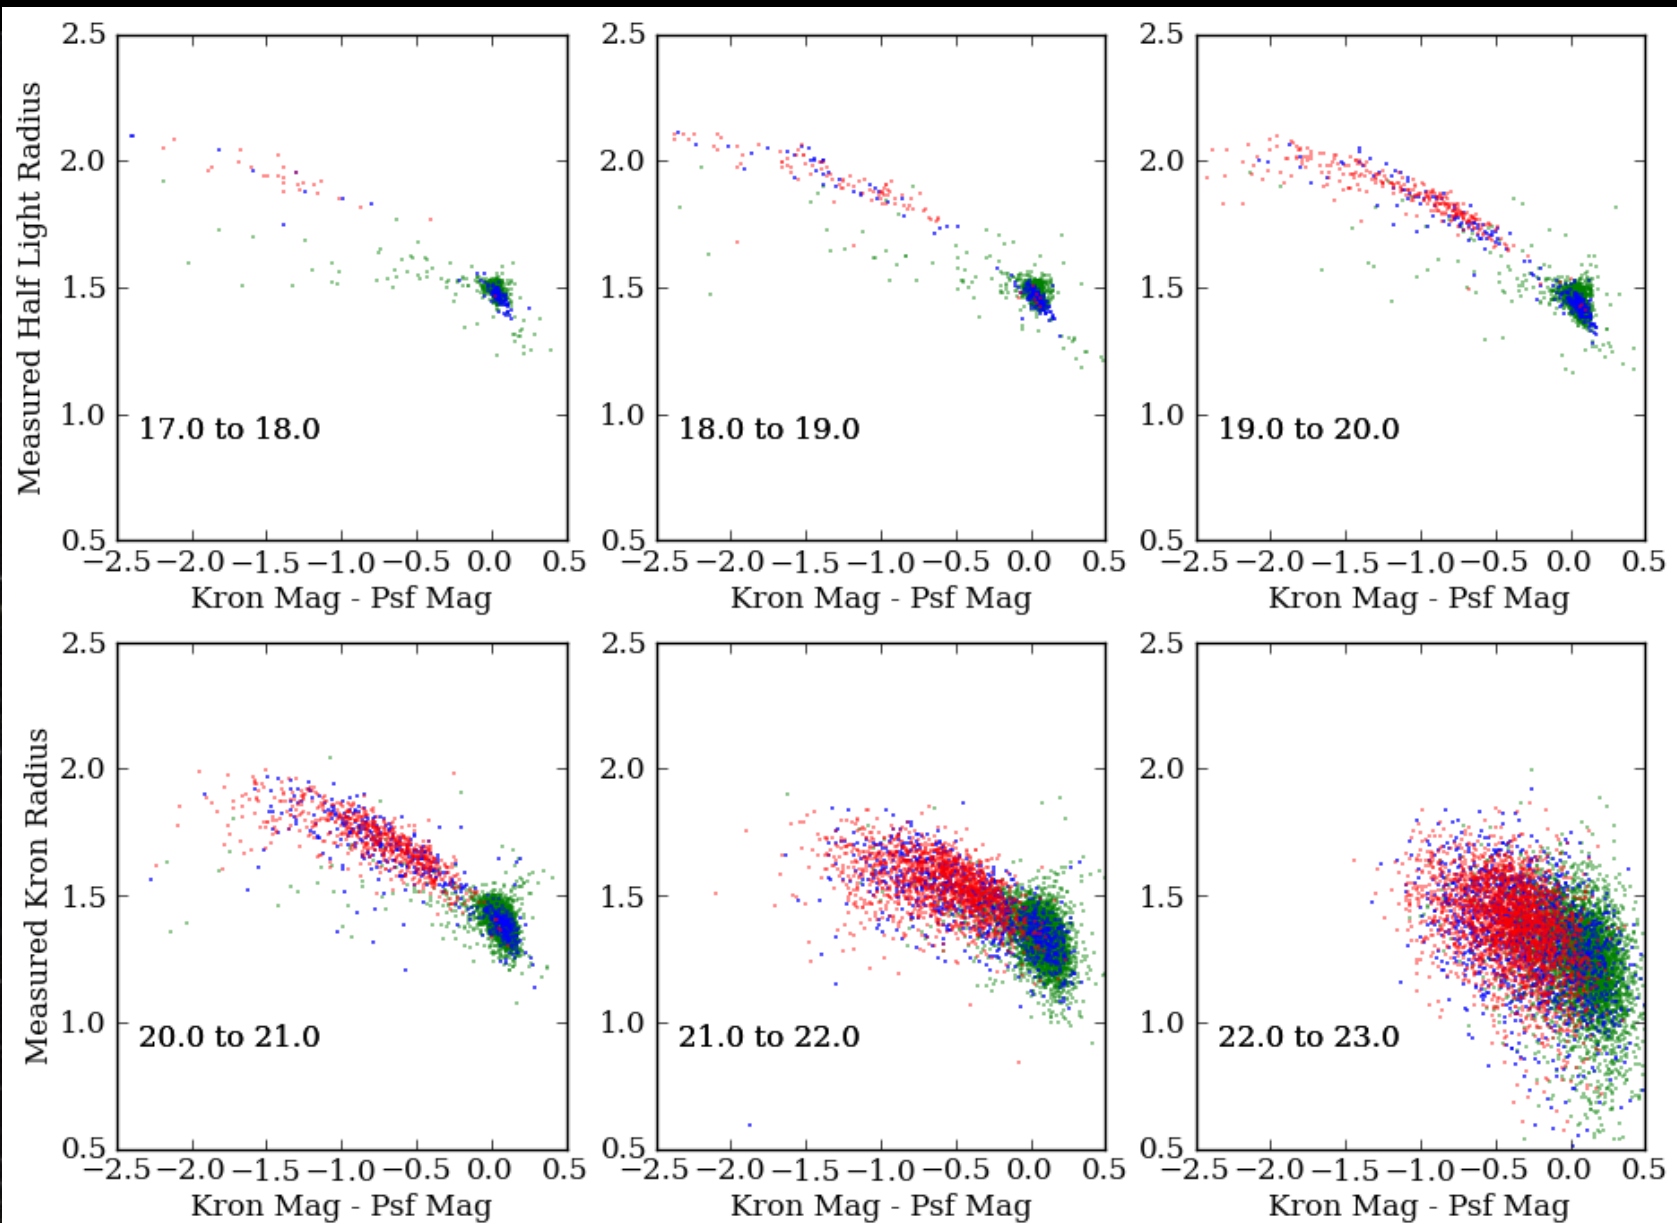 2.5 2.5 2.5
2.0 2.0 2.0
1.5 1.5 1.5
1.0 1.0 1.0
17.0 to 18.0 18.0 to 19.0 19.0 to 20.0
0.5 0.5 0.5
Measured Half Light Radius
−2.5 −2.0 −1.5 −1.0 −0.5 0.0 0.5 −2.5 −2.0 −1.5 −1.0 −0.5 0.0 0.5 −2.5 −2.0 −1.5 −1.0 −0.5 0.0 0.5
Kron Mag - Psf Mag Kron Mag - Psf Mag Kron Mag - Psf Mag
2.5 2.5 2.5
2.0 2.0 2.0
1.5 1.5 1.5
1.0 1.0 1.0
20.0 to 21.0 21.0 to 22.0 22.0 to 23.0
0.5 0.5 0.5
Measured Kron Radius
−2.5 −2.0 −1.5 −1.0 −0.5 0.0 0.5 −2.5 −2.0 −1.5 −1.0 −0.5 0.0 0.5 −2.5 −2.0 −1.5 −1.0 −0.5 0.0 0.5
Kron Mag - Psf Mag Kron Mag - Psf Mag Kron Mag - Psf Mag